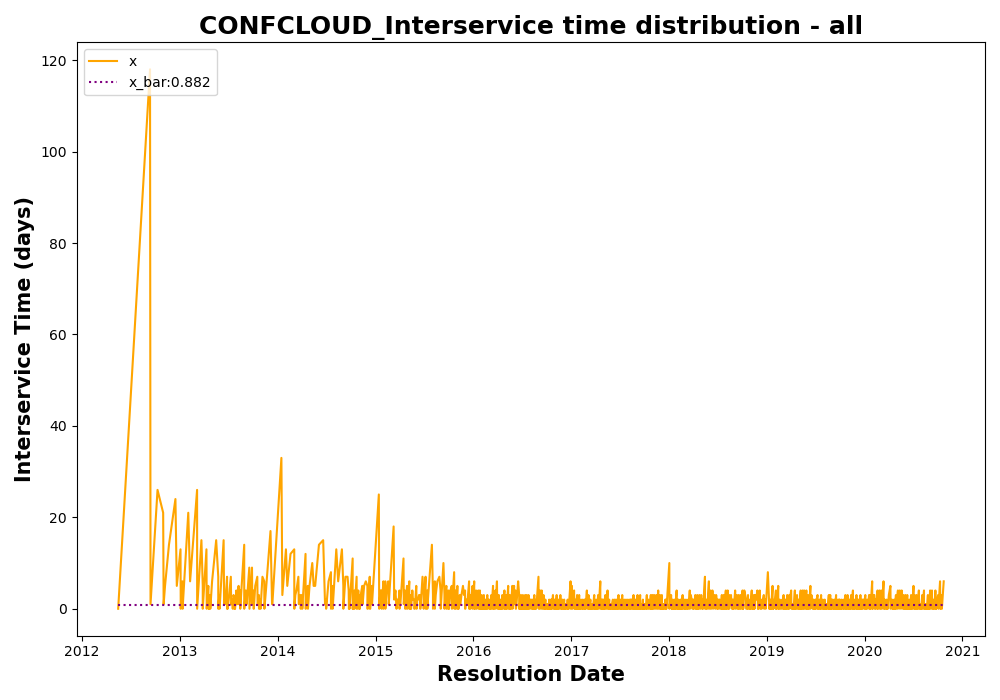 CONFCLOUD_Interservice time distribution - all
x
x_bar:0.882
Interservice Time (days)
120
100
80
60
40
20
0
2012 2013 2014 2015 2016 2017 2018 2019 2020 2021
Resolution Date